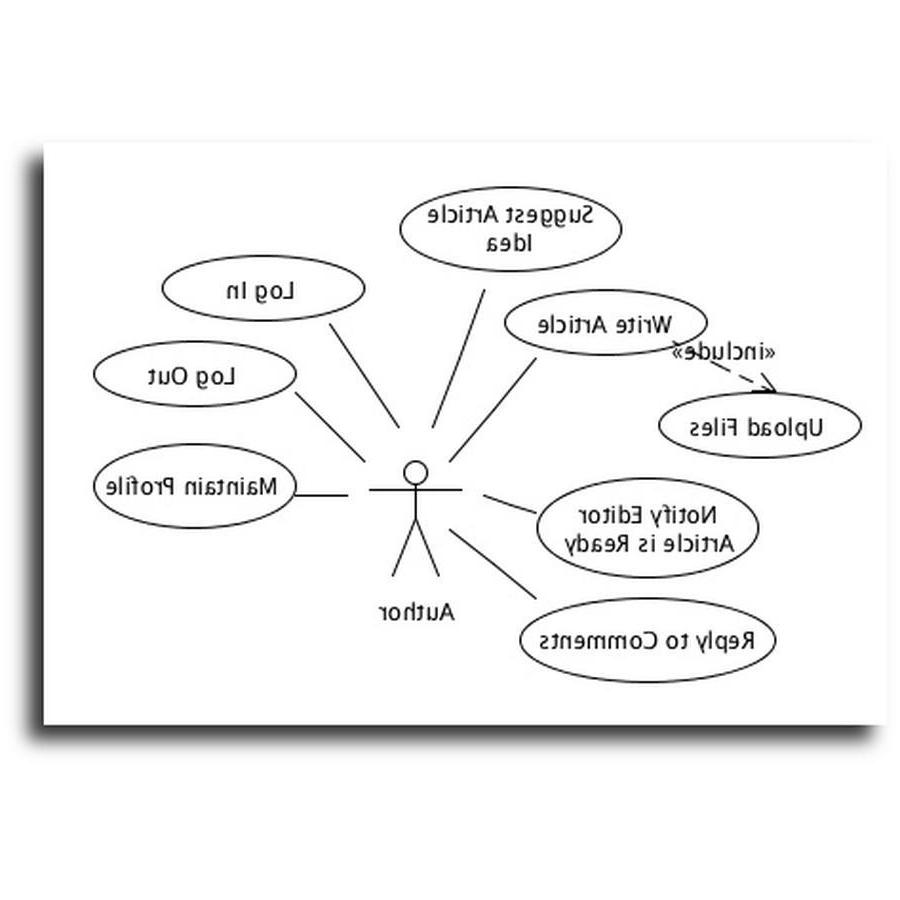 Suggest Article
Idea
Log In
Write Article
«include»
Log Out
Upload Files
Maintain Profile
Notify Editor
Article is Ready
Author
Reply to Comments